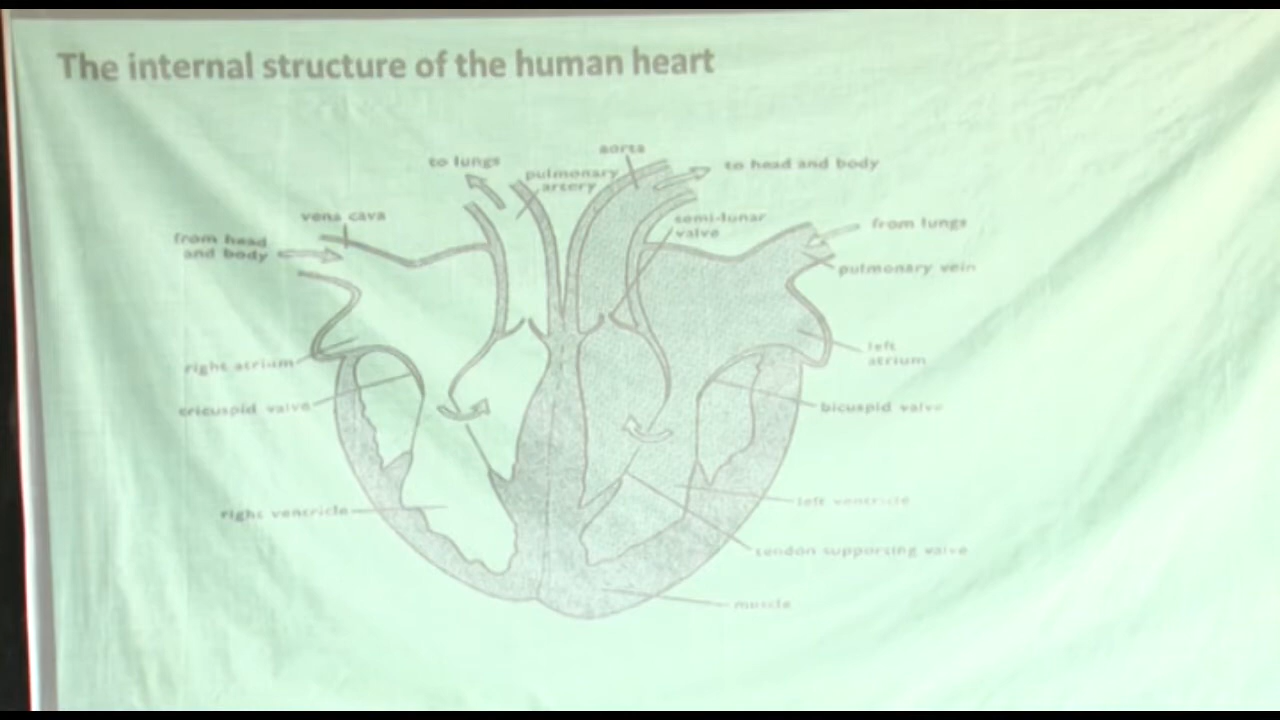 The internal structure of the human heart
aorta
to lungs
to head and body
pulmonary
artery
vena cava
semi-lunar
valve
from lungs
from head
and body
pulmonary vein
left
atrium
right atrium
tricuspid valve
bicuspid valve
left ventricle
right ventricle
tendon supporting valve
muscle